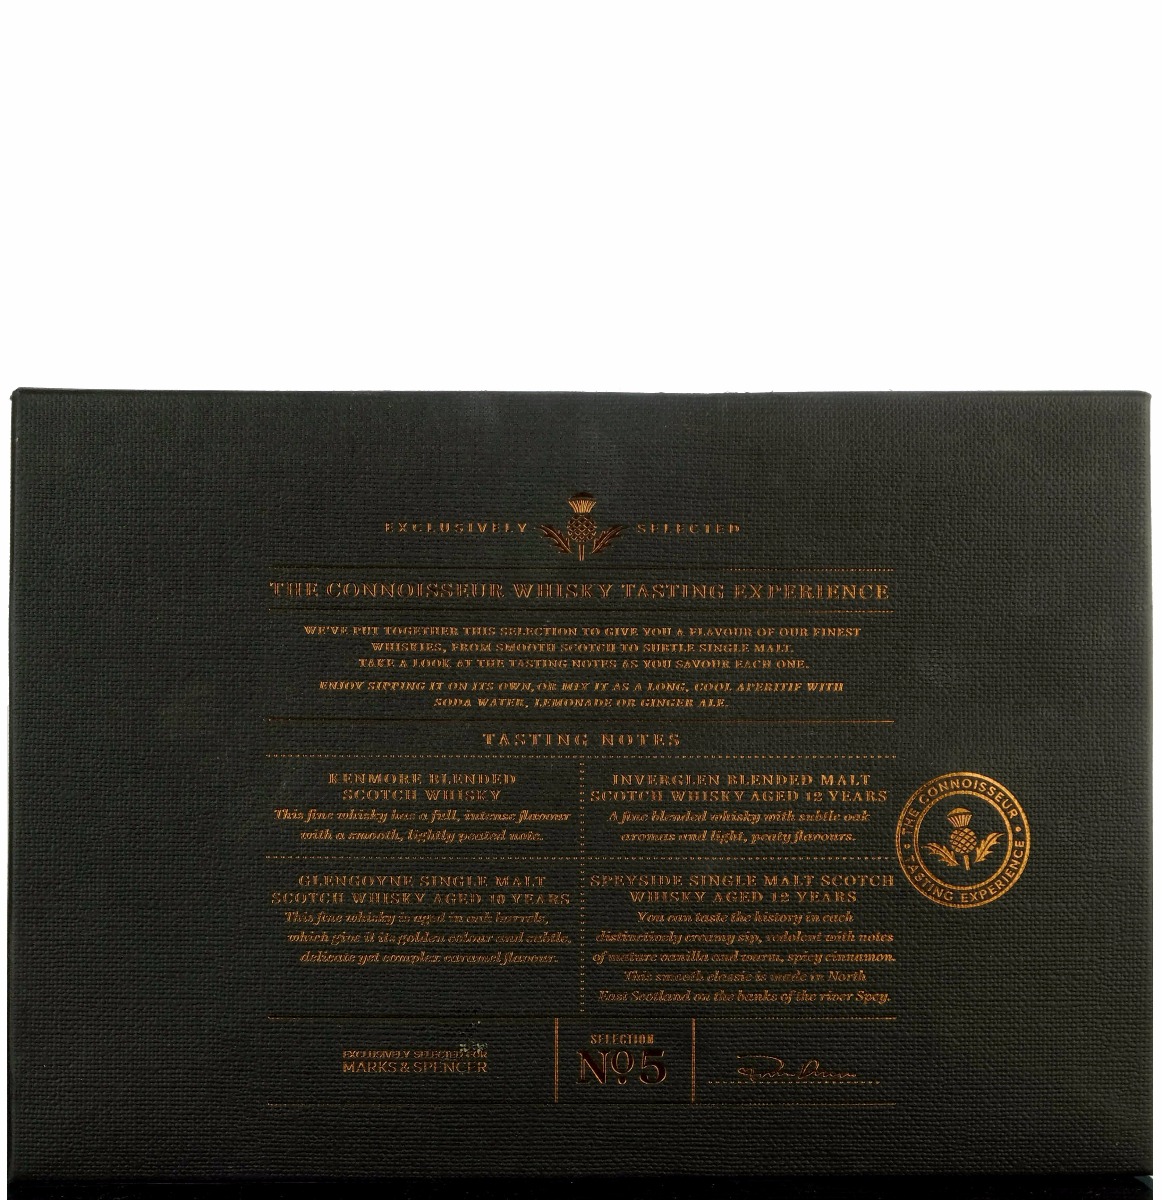 EXCLUSIVELY SELECTED
THE CONNOISSEUR WHISKY TASTING EXPERIENCE
WE'VE PUT TOGETHER THIS SELECTION TO GIVE YOU A FLAVOUR OF OUR FINEST
WHISKIES, FROM SMOOTH SCOTCH TO SUBTLE SINGLE MALT.
TAKE A LOOK AT THE TASTING NOTES AS YOU SAVOUR EACH ONE.
ENJOY SIPPING IT ON ITS OWN, OR MIX IT AS A LONG, COOL APERITIF WITH
SODA WATER, LEMONADE OR GINGER ALE.
TASTING NOTES
KENMORE BLENDED
SCOTCH WHISKY
This fine whisky has a full, intense flavour
with a smooth, lightly peated note.
INVERGLEN BLENDED MALT
SCOTCH WHISKY AGED 12 YEARS
A fine blended whisky with subtle oak
aromas and light, peaty flavours.
GLENGOYNE SINGLE MALT
SCOTCH WHISKY AGED 10 YEARS
This fine whisky is aged in oak barrels,
which give it its golden colour and subtle,
delicate yet complex caramel flavour.
SPEYSIDE SINGLE MALT SCOTCH
WHISKY AGED 12 YEARS
You can taste the history in each
distinctively creamy sip, redolent with notes
of mature vanilla and warm, spicy cinnamon.
This smooth classic is made in North
East Scotland on the banks of the river Spey.
THE CONNOISSEUR
TASTING EXPERIENCE
EXCLUSIVELY SELECTED FOR
MARKS & SPENCER
SELECTION
Nº5